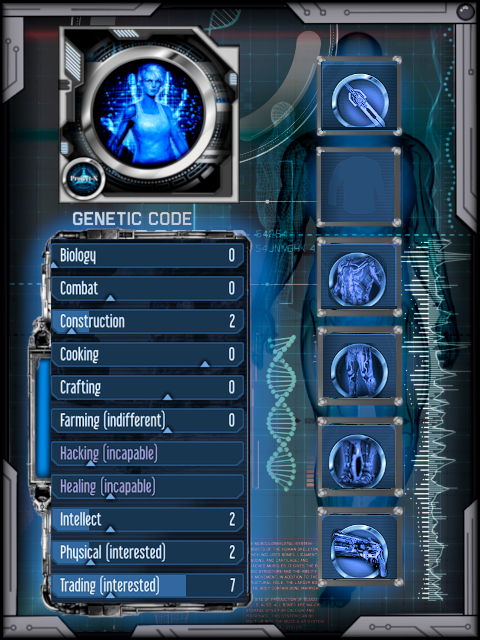 Project-X
GENETIC CODE
Biology 0
Combat 0
Construction 2
Cooking 0
Crafting 0
Farming (indifferent) 0
Hacking (incapable)
Healing (incapable)
Intellect 2
Physical (interested) 2
Trading (interested) 7